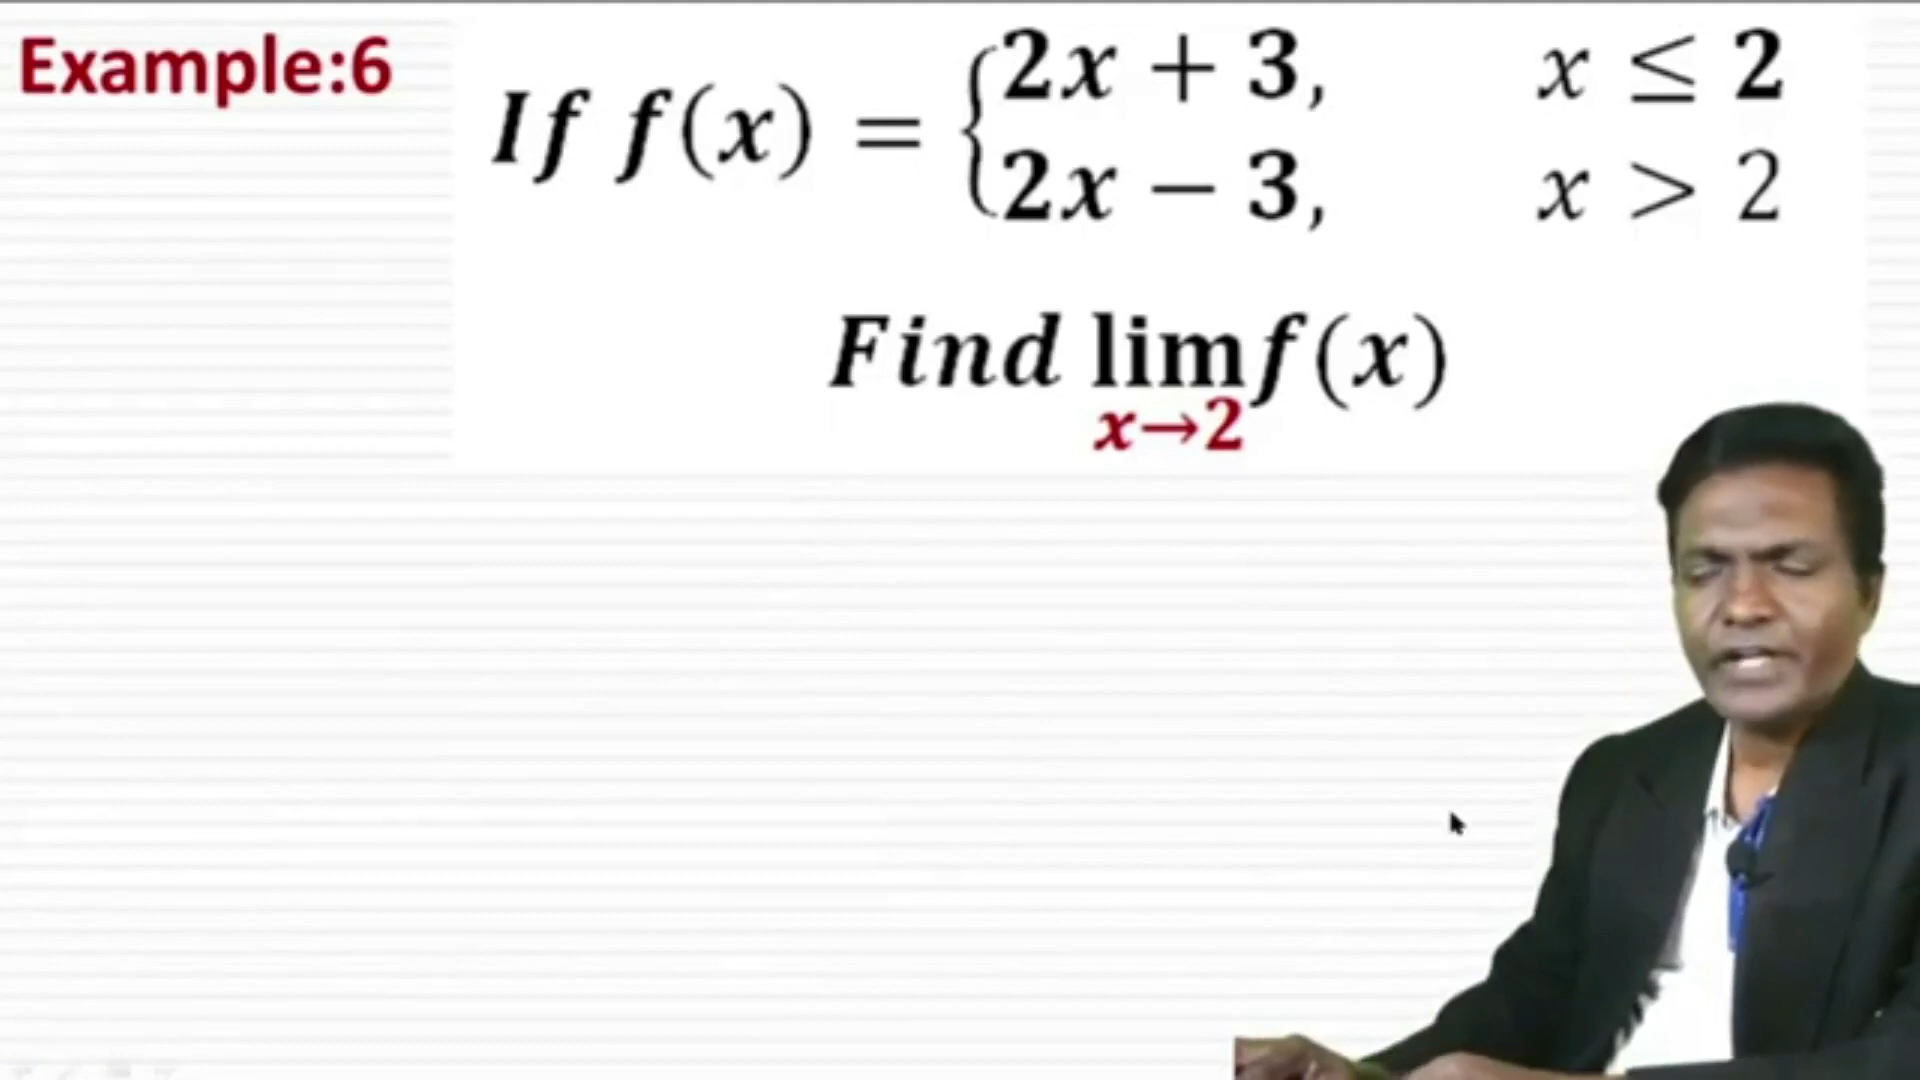 Example:6
If f(x) = {2x + 3, x ≤ 2
2x − 3, x > 2
Find lim f(x)
x→2